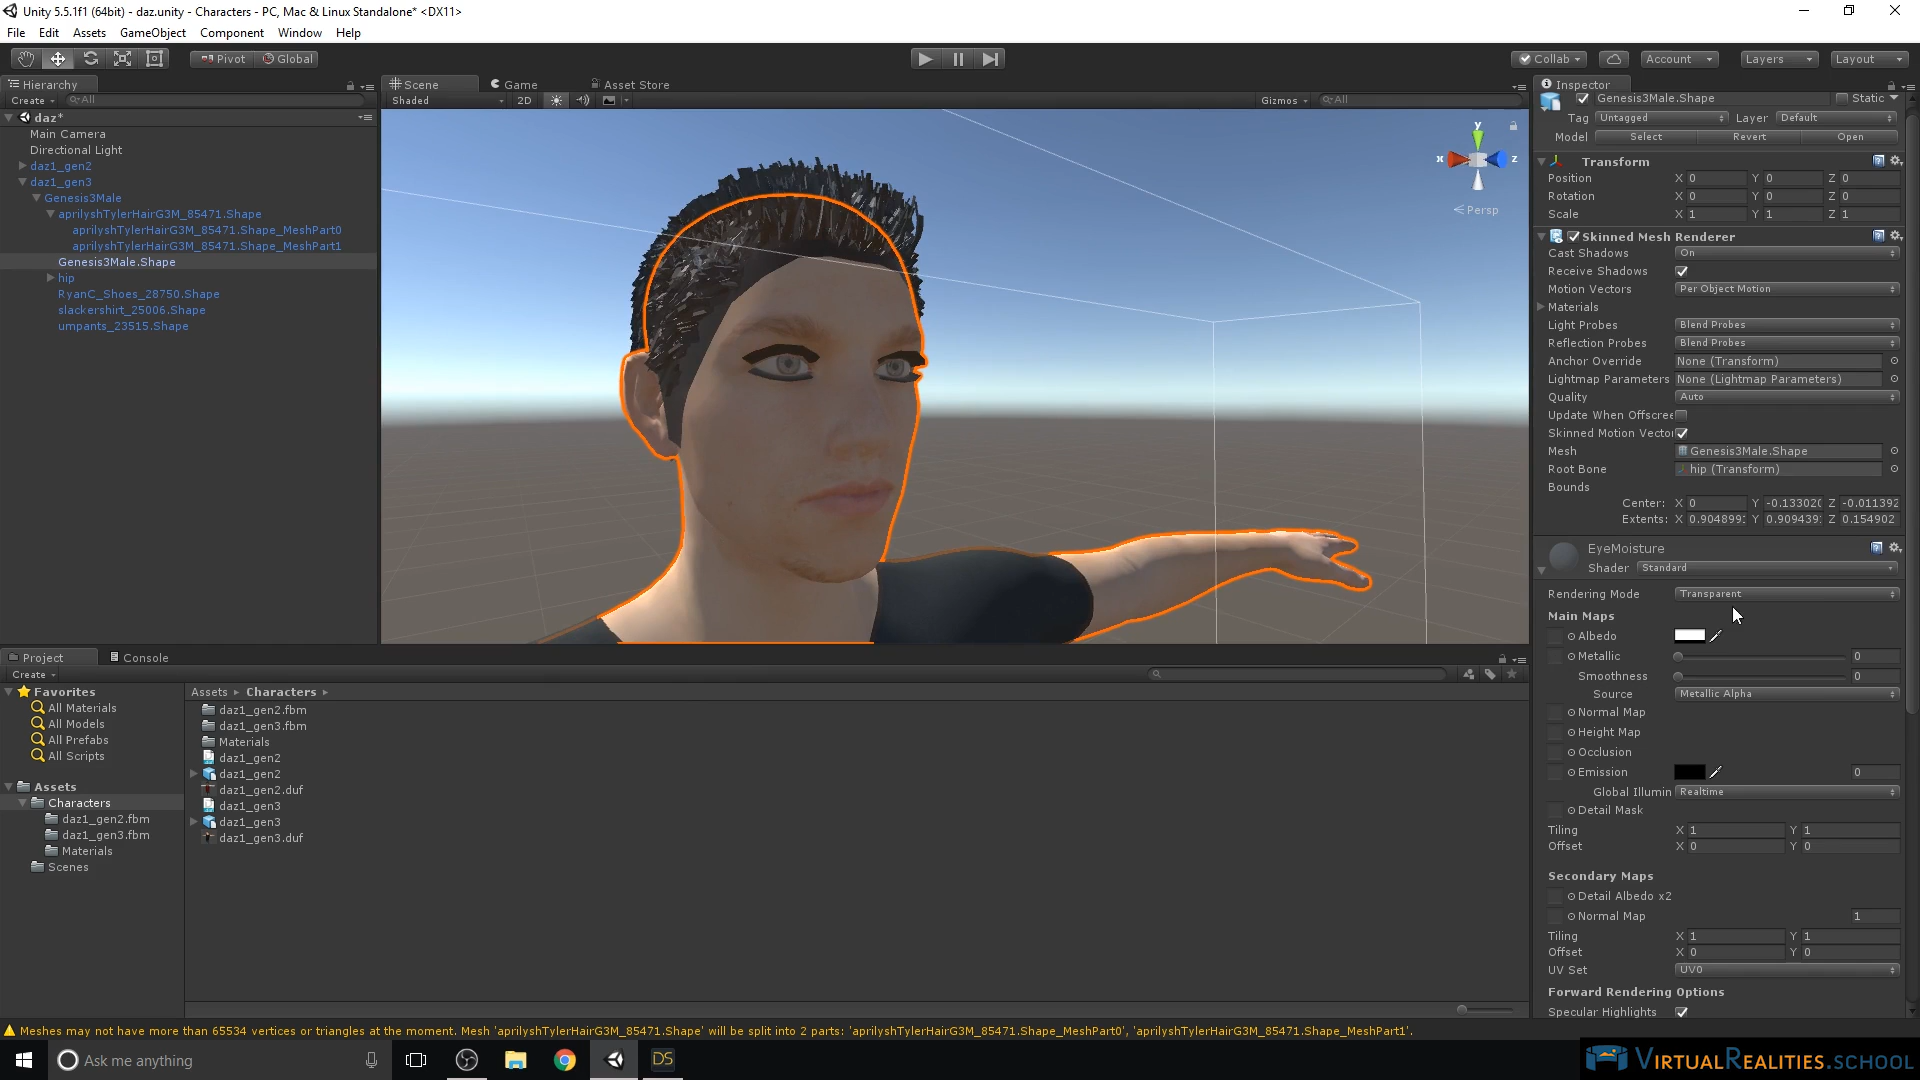 Unity 5.5.1f1 (64bit) - daz.unity - Characters - PC, Mac & Linux Standalone* <DX11>
File Edit Assets GameObject Component Window Help
Pivot Global Collab Account Layers Layout
Hierarchy
Create All
daz*
Main Camera
Directional Light
daz1_gen2
daz1_gen3
Genesis3Male
aprilyshTylerHairG3M_85471.Shape
aprilyshTylerHairG3M_85471.Shape_MeshPart0
aprilyshTylerHairG3M_85471.Shape_MeshPart1
Genesis3Male.Shape
hip
RyanC_Shoes_28750.Shape
slackershirt_25006.Shape
umpants_23515.Shape
Scene Game Asset Store
Shaded 2D Gizmos All
y
x z
Persp
Inspector
Genesis3Male.Shape Static
Tag Untagged Layer Default
Model Select Revert Open
Transform
Position X 0 Y 0 Z 0
Rotation X 0 Y 0 Z 0
Scale X 1 Y 1 Z 1
Skinned Mesh Renderer
Cast Shadows On
Receive Shadows
Motion Vectors Per Object Motion
Materials
Light Probes Blend Probes
Reflection Probes Blend Probes
Anchor Override None (Transform)
Lightmap Parameters None (Lightmap Parameters)
Quality Auto
Update When Offscree
Skinned Motion Vector
Mesh Genesis3Male.Shape
Root Bone hip (Transform)
Bounds
Center: X 0 Y -0.13302 Z -0.011392
Extents: X 0.904899 Y 0.909439 Z 0.154902
EyeMoisture
Shader Standard
Rendering Mode Transparent
Main Maps
Albedo
Metallic 0
Smoothness 0
Source Metallic Alpha
Normal Map
Height Map
Occlusion
Emission 0
Global Illumin Realtime
Detail Mask
Tiling X 1 Y 1
Offset X 0 Y 0
Secondary Maps
Detail Albedo x2
Normal Map 1
Tiling X 1 Y 1
Offset X 0 Y 0
UV Set UV0
Forward Rendering Options
Specular Highlights
Project Console
Create
Favorites
All Materials
All Models
All Prefabs
All Scripts
Assets
Characters
daz1_gen2.fbm
daz1_gen3.fbm
Materials
Scenes
Assets Characters
daz1_gen2.fbm
daz1_gen3.fbm
Materials
daz1_gen2
daz1_gen2
daz1_gen2.duf
daz1_gen3
daz1_gen3
daz1_gen3.duf
Meshes may not have more than 65534 vertices or triangles at the moment. Mesh 'aprilyshTylerHairG3M_85471.Shape' will be split into 2 parts: 'aprilyshTylerHairG3M_85471.Shape_MeshPart0', 'aprilyshTylerHairG3M_85471.Shape_MeshPart1'.
Ask me anything DS
VIRTUALREALITIES.SCHOOL